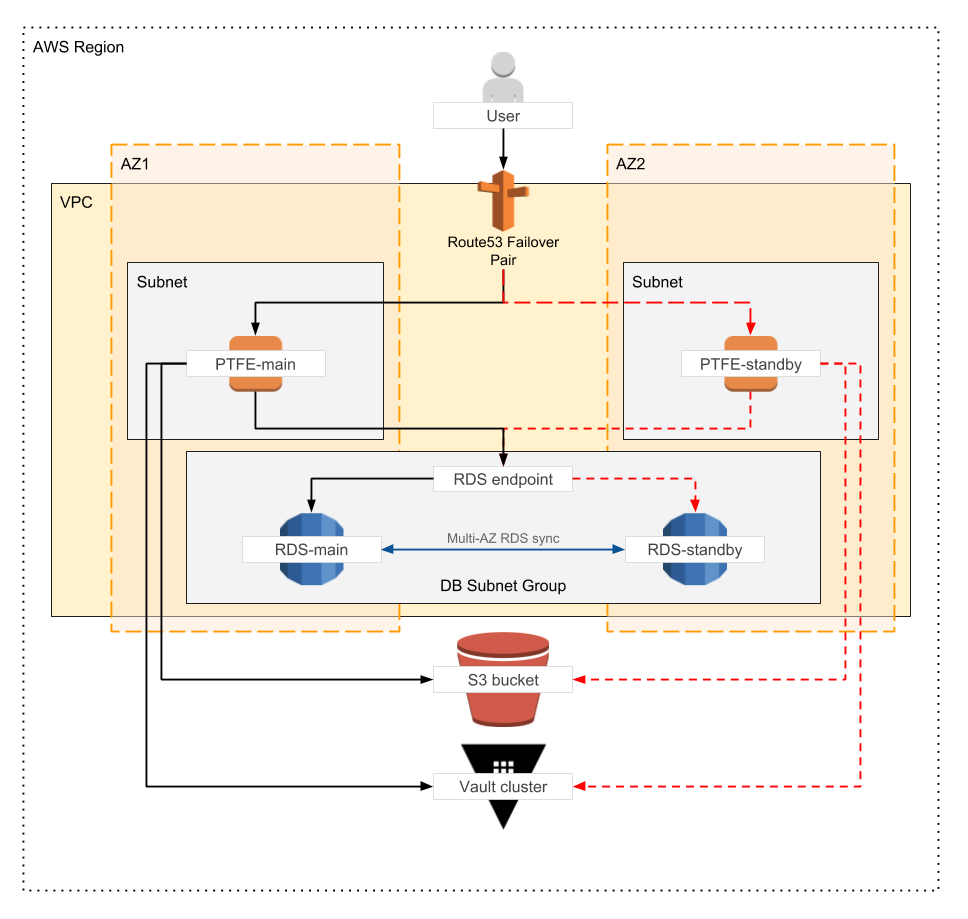 AWS Region
User
AZ1
AZ2
VPC
Route53 Failover
Pair
Subnet
Subnet
PTFE-main
PTFE-standby
RDS endpoint
Multi-AZ RDS sync
RDS-main
RDS-standby
DB Subnet Group
S3 bucket
Vault cluster